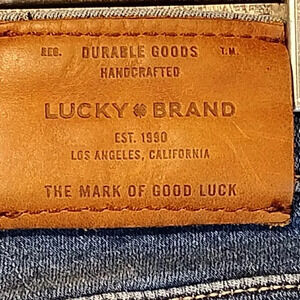 REG. DURABLE GOODS T.M.
HANDCRAFTED
LUCKY BRAND
EST. 1990
LOS ANGELES, CALIFORNIA
THE MARK OF GOOD LUCK